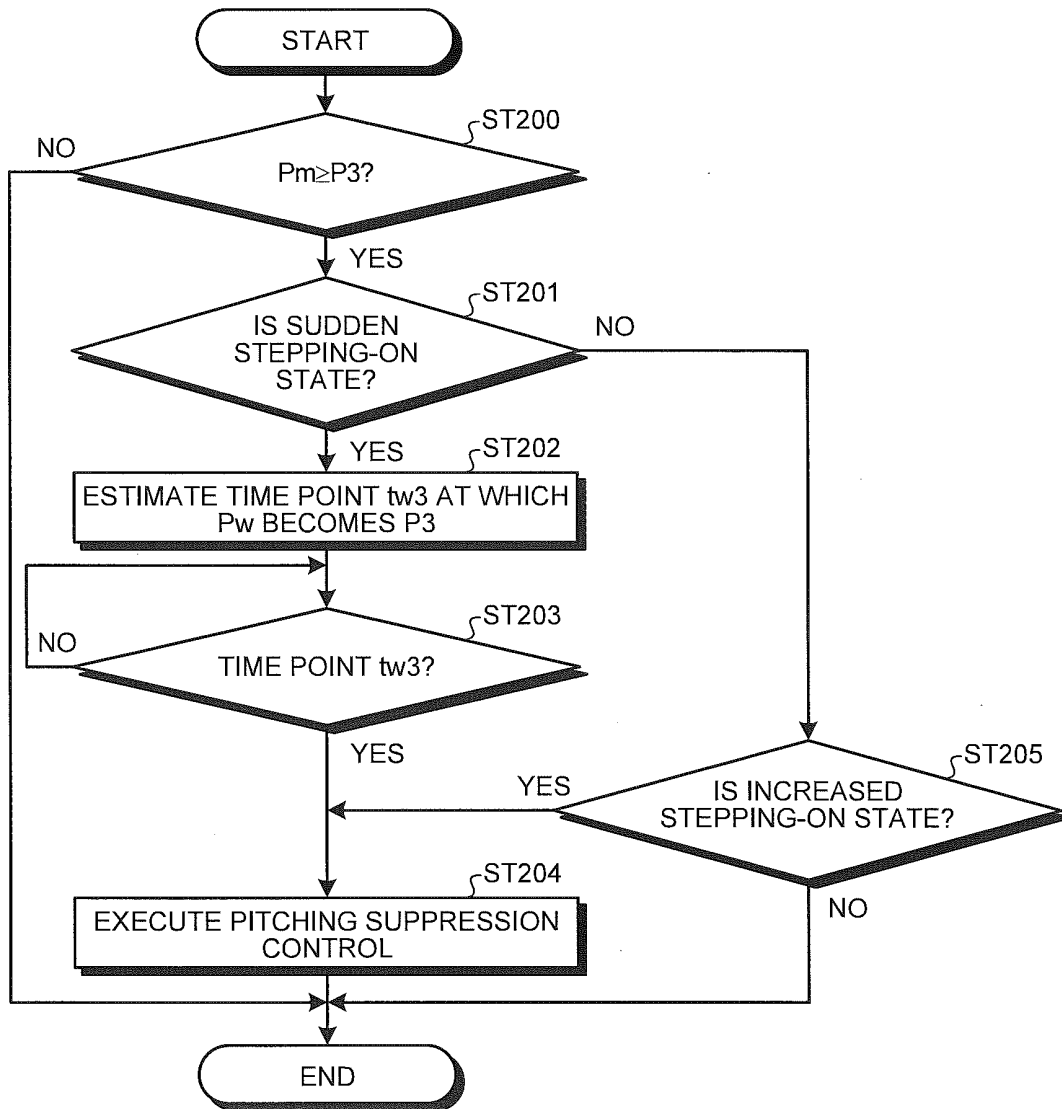 START
ST200
NO
Pm≥P3?
YES
ST201
IS SUDDEN
STEPPING-ON
STATE?
NO
YES
ST202
ESTIMATE TIME POINT tw3 AT WHICH
Pw BECOMES P3
ST203
NO
TIME POINT tw3?
YES
ST205
YES
IS INCREASED
STEPPING-ON STATE?
ST204
NO
EXECUTE PITCHING SUPPRESSION
CONTROL
END